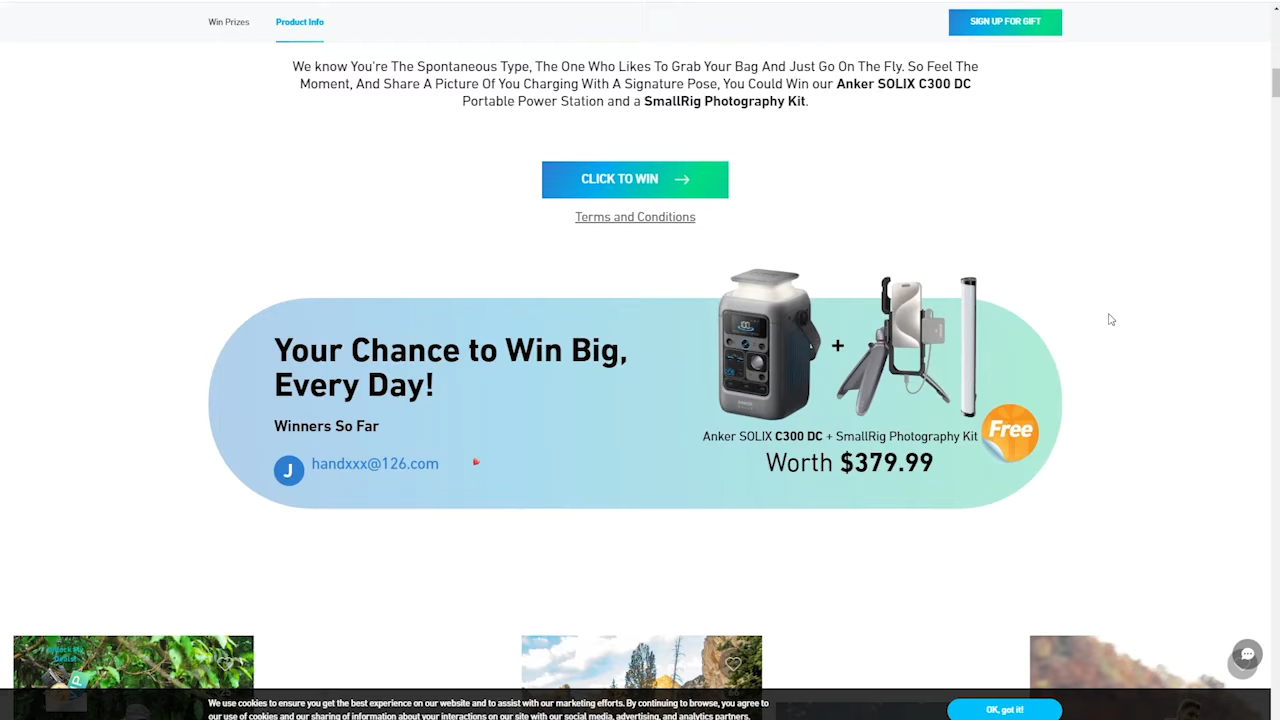 Win Prizes
Product Info
SIGN UP FOR GIFT
We know You're The Spontaneous Type, The One Who Likes To Grab Your Bag And Just Go On The Fly. So Feel The
Moment, And Share A Picture Of You Charging With A Signature Pose, You Could Win our Anker SOLIX C300 DC
Portable Power Station and a SmallRig Photography Kit.
CLICK TO WIN
Terms and Conditions
Your Chance to Win Big,
Every Day!
Winners So Far
J
handxxx@126.com
+
Anker SOLIX C300 DC + SmallRig Photography Kit
Worth $379.99
Free
We use cookies to ensure you get the best experience on our website and to assist with our marketing efforts. By continuing to browse, you agree to
our use of cookies and our sharing of information about your interactions on our site with our social media, advertising, and analytics partners.
OK, got it!